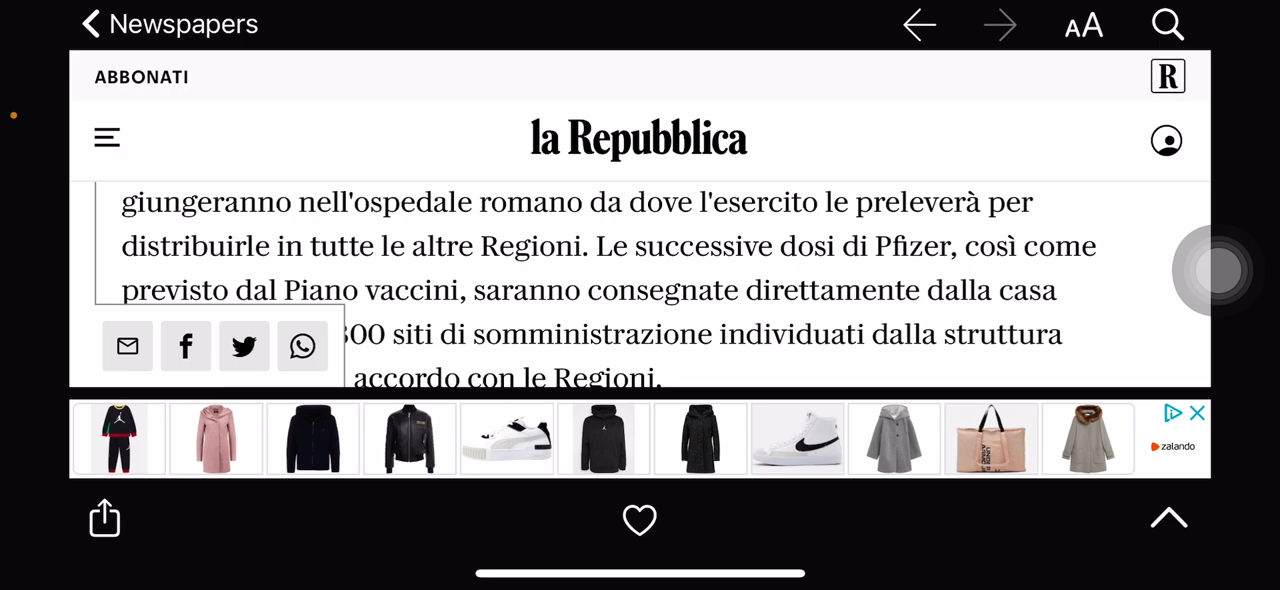 Newspapers
AA
ABBONATI
R
la Repubblica
giungeranno nell'ospedale romano da dove l'esercito le preleverà per
distribuirle in tutte le altre Regioni. Le successive dosi di Pfizer, così come
previsto dal Piano vaccini, saranno consegnate direttamente dalla casa
300 siti di somministrazione individuati dalla struttura
accordo con le Regioni.
zalando